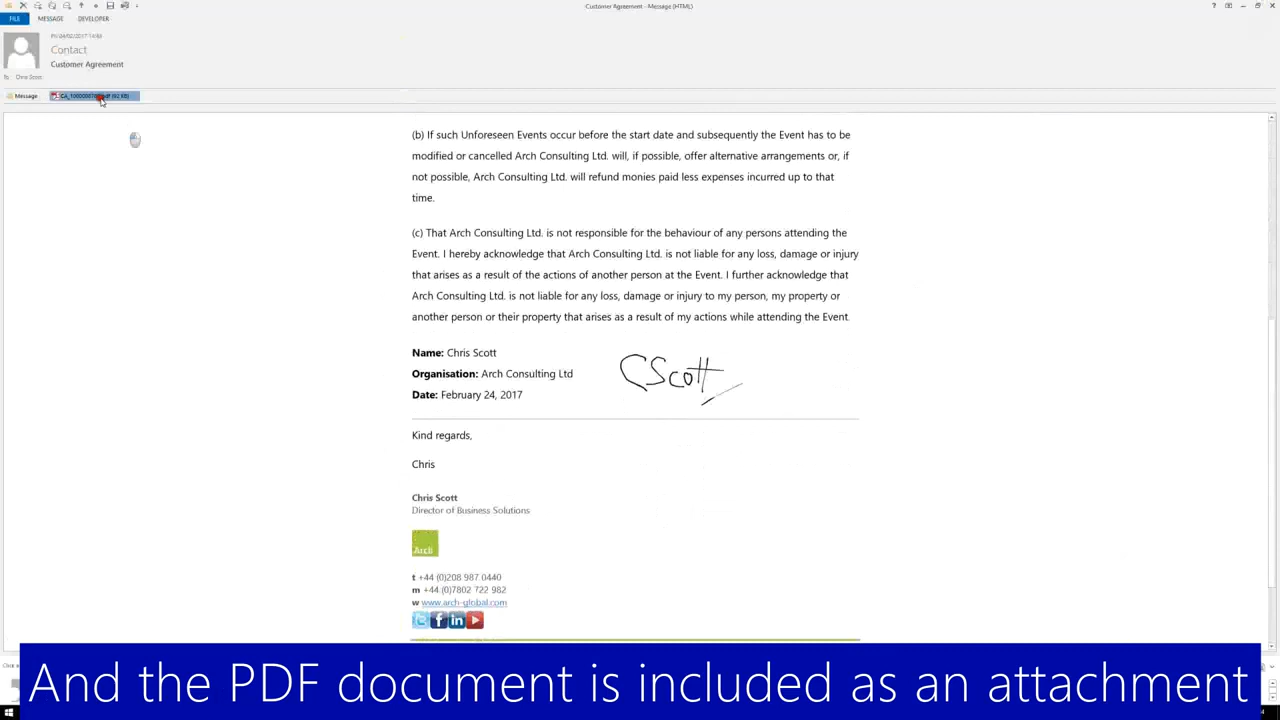 Customer Agreement - Message (HTML)
FILE MESSAGE DEVELOPER
Contact
Customer Agreement
Chris Scott
Message
(b) If such Unforeseen Events occur before the start date and subsequently the Event has to be
modified or cancelled Arch Consulting Ltd. will, if possible, offer alternative arrangements or, if
not possible, Arch Consulting Ltd. will refund monies paid less expenses incurred up to that
time.
(c) That Arch Consulting Ltd. is not responsible for the behaviour of any persons attending the
Event. I hereby acknowledge that Arch Consulting Ltd. is not liable for any loss, damage or injury
that arises as a result of the actions of another person at the Event. I further acknowledge that
Arch Consulting Ltd. is not liable for any loss, damage or injury to my person, my property or
another person or their property that arises as a result of my actions while attending the Event.
Name: Chris Scott
Organisation: Arch Consulting Ltd
CScott
Date: February 24, 2017
Kind regards,
Chris
Chris Scott
Director of Business Solutions
Arch
t +44 (0)208 987 0440
m +44 (0)7802 722 982
w www.arch-global.com
And the PDF document is included as an attachment